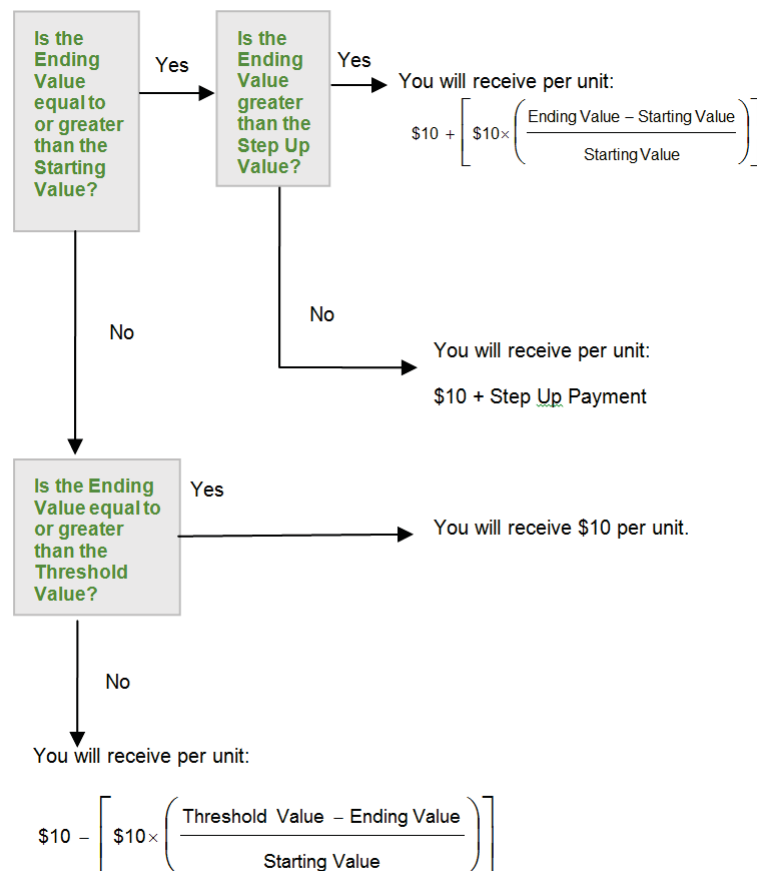 Is the
Ending
Value
equal to
or greater
than the
Starting
Value?
Yes
Is the
Ending
Value
greater
than the
Step Up
Value?
Yes
You will receive per unit:
$10 + [ $10× ( Ending Value – Starting Value
Starting Value ) ]
No
You will receive per unit:
$10 + Step Up Payment
No
Is the Ending
Value equal to
or greater
than the
Threshold
Value?
Yes
You will receive $10 per unit.
No
You will receive per unit:
$10 – [ $10× ( Threshold Value – Ending Value
Starting Value ) ]